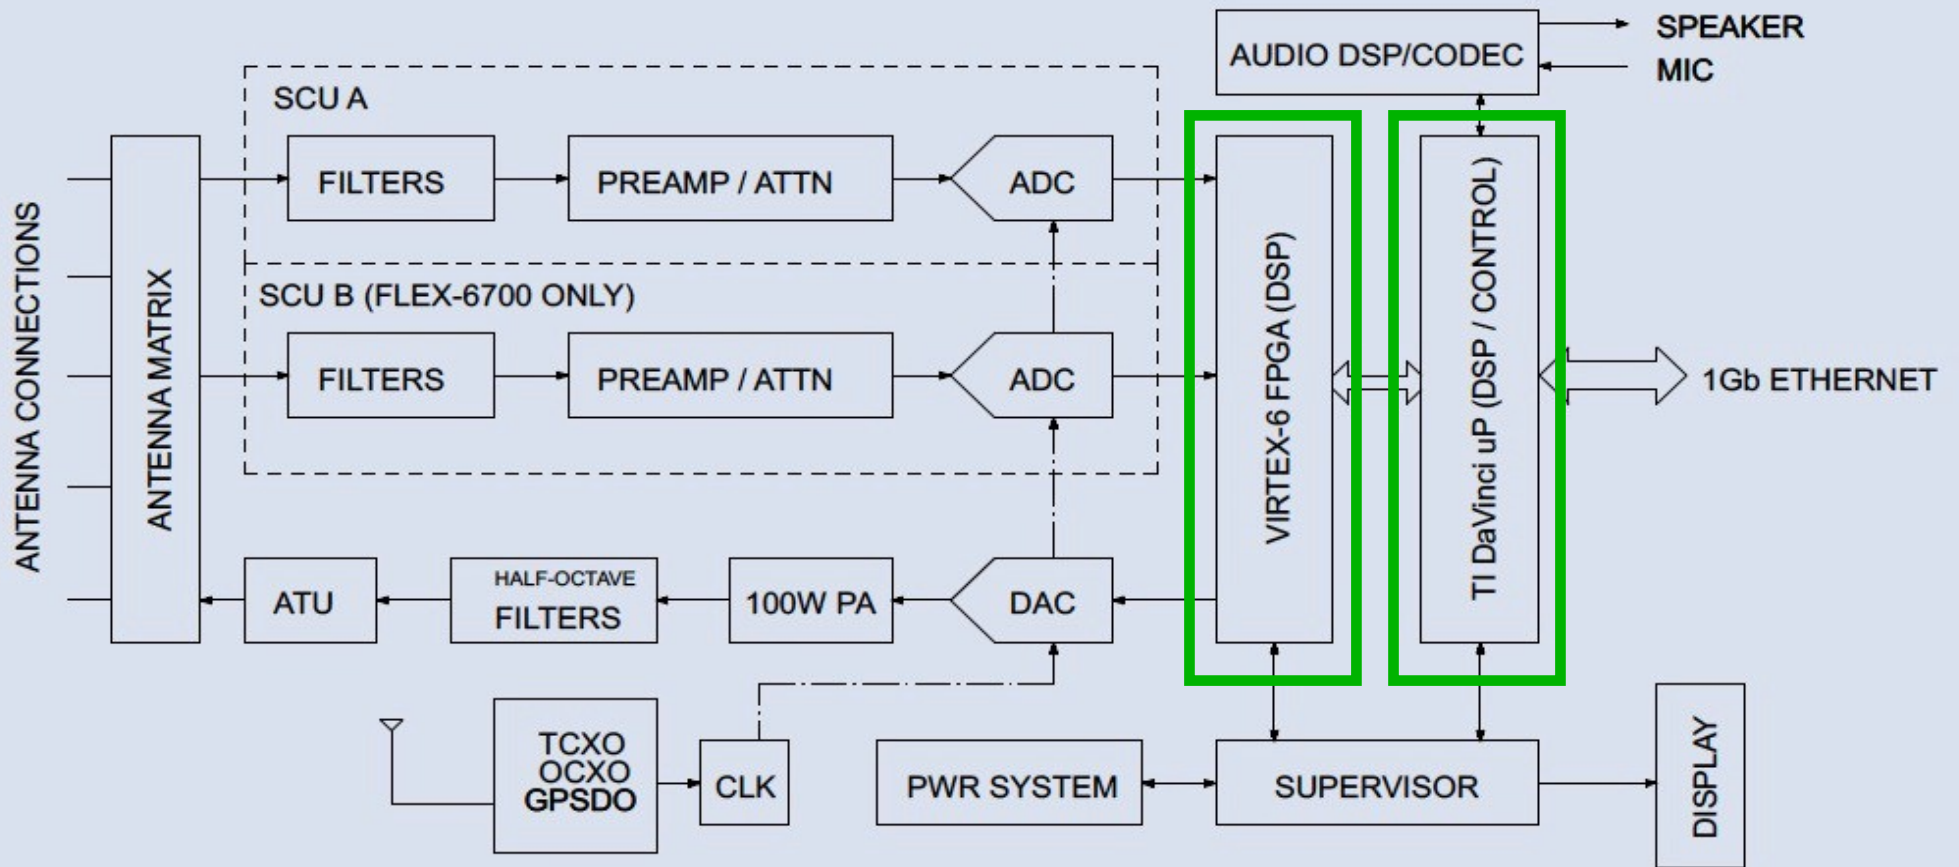 SPEAKER
AUDIO DSP/CODEC
MIC
SCU A
FILTERS
PREAMP / ATTN
ADC
SCU B (FLEX-6700 ONLY)
FILTERS
PREAMP / ATTN
ADC
ANTENNA CONNECTIONS
ANTENNA MATRIX
VIRTEX-6 FPGA (DSP)
TI DaVinci uP (DSP / CONTROL)
1Gb ETHERNET
ATU
HALF-OCTAVE
FILTERS
100W PA
DAC
TCXO
OCXO
GPSDO
CLK
PWR SYSTEM
SUPERVISOR
DISPLAY